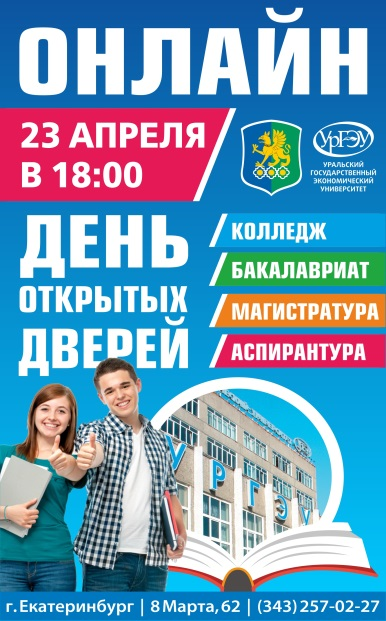 ОНЛАЙН
23 АПРЕЛЯ
В 18:00
УрГЭУ
УРАЛЬСКИЙ
ГОСУДАРСТВЕННЫЙ
ЭКОНОМИЧЕСКИЙ
УНИВЕРСИТЕТ
ДЕНЬ
ОТКРЫТЫХ
ДВЕРЕЙ
КОЛЛЕДЖ
БАКАЛАВРИАТ
МАГИСТРАТУРА
АСПИРАНТУРА
УРГЭУ
г. Екатеринбург | 8 Марта, 62 | (343) 257-02-27